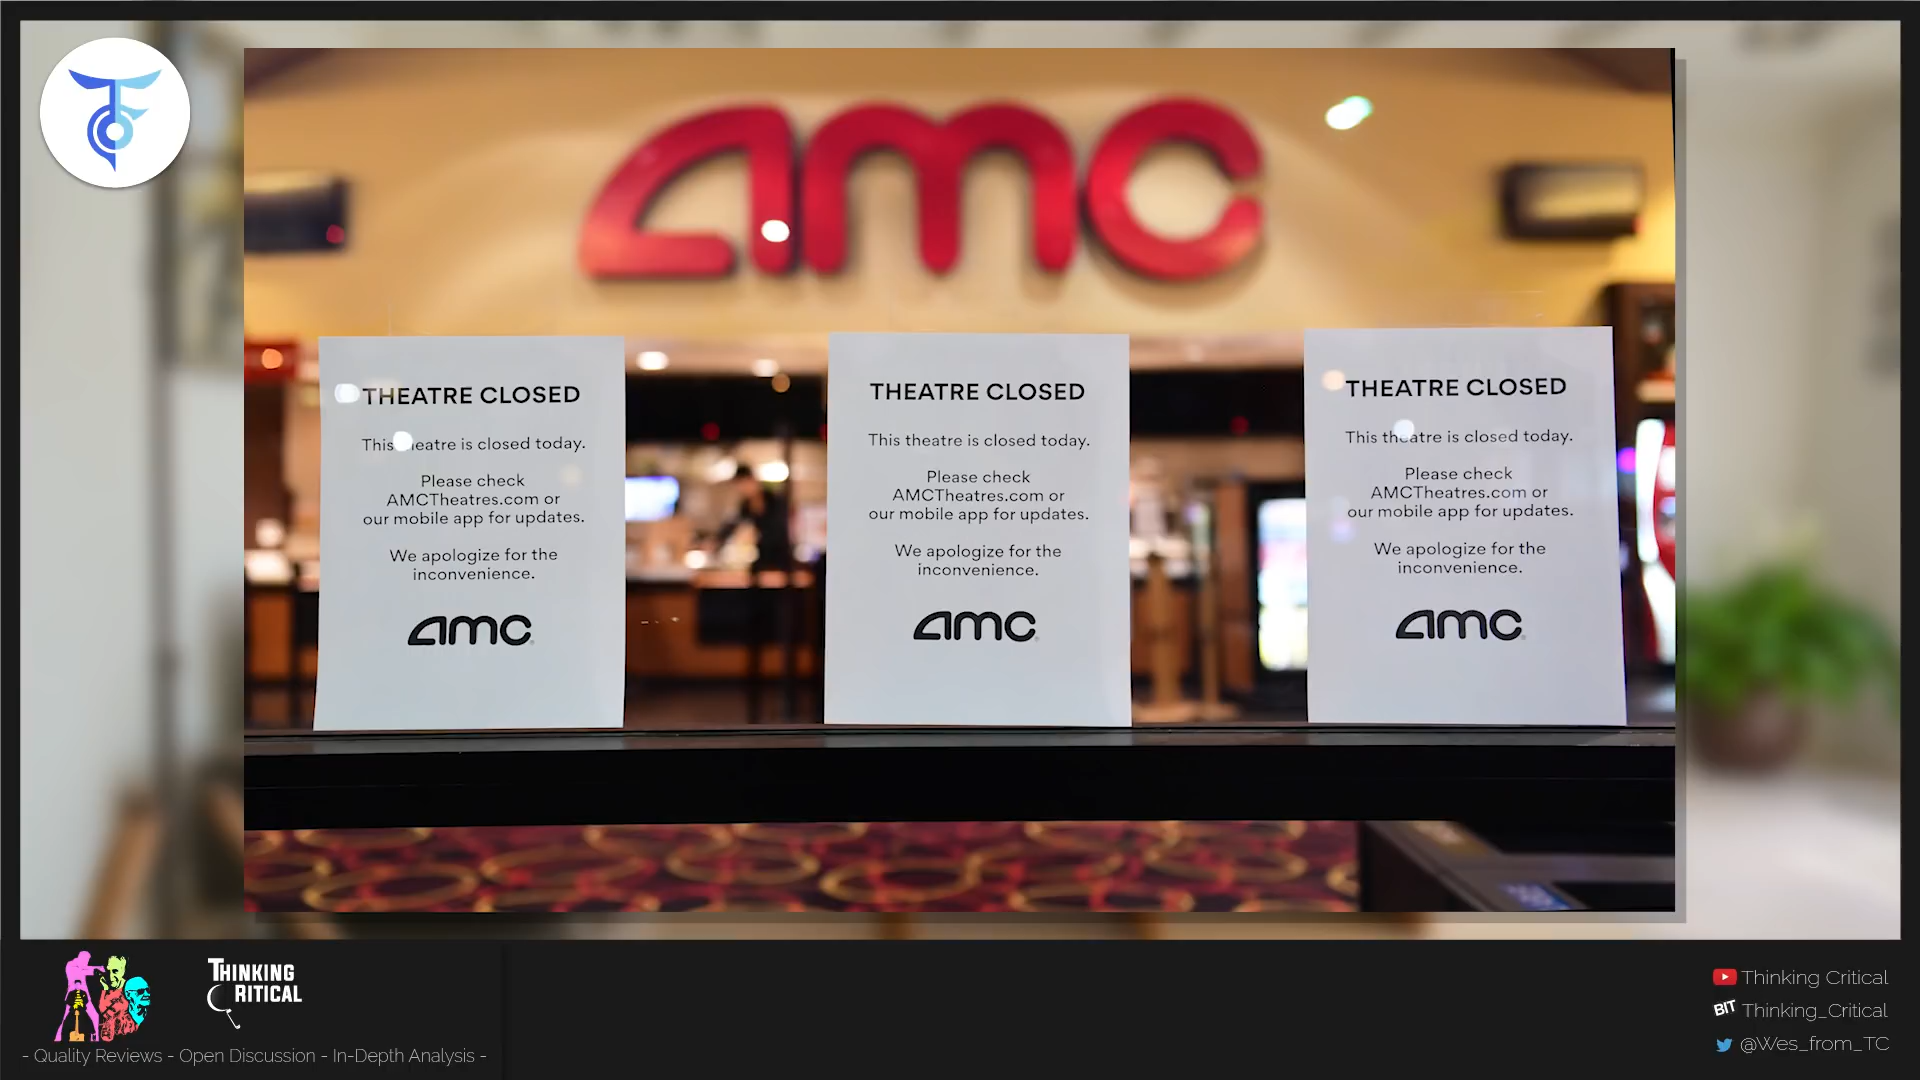 amc
THEATRE CLOSED
This theatre is closed today.
Please check
AMCTheatres.com or
our mobile app for updates.
We apologize for the
inconvenience.
amc
THEATRE CLOSED
This theatre is closed today.
Please check
AMCTheatres.com or
our mobile app for updates.
We apologize for the
inconvenience.
amc
THEATRE CLOSED
This theatre is closed today.
Please check
AMCTheatres.com or
our mobile app for updates.
We apologize for the
inconvenience.
amc
THINKING
CRITICAL
- Quality Reviews - Open Discussion - In-Depth Analysis -
Thinking Critical
BIT Thinking_Critical
@Wes_from_TC